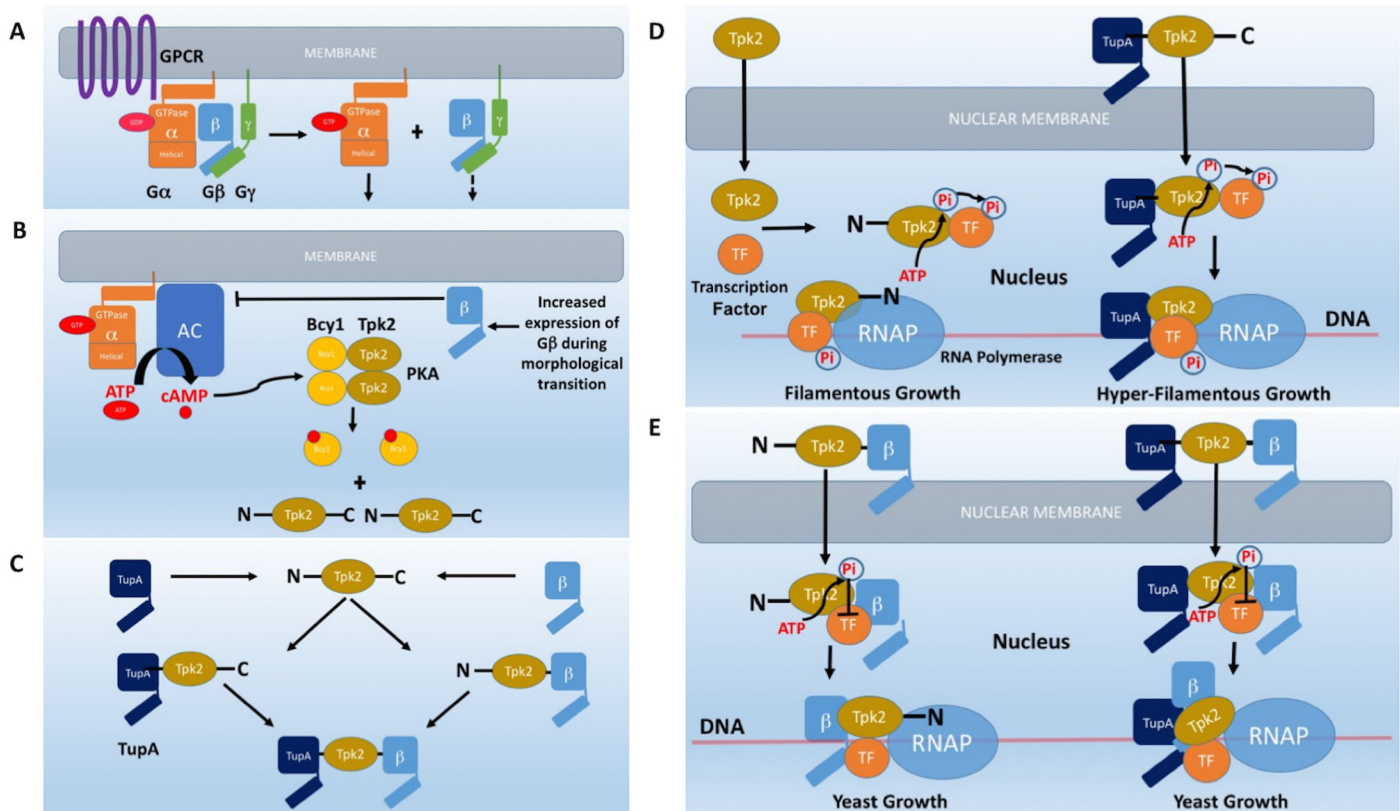 A
MEMBRANE
GPCR
GDP
GTPase
α
Helical
β
γ
GTP
GTPase
α
Helical
+
β
γ
Gα
Gβ
Gγ
B
MEMBRANE
GTP
GTPase
α
Helical
AC
ATP
ATP
cAMP
Bcy1
Tpk2
Bcy1
Tpk2
Bcy1
Tpk2
PKA
β
Increased
expression of
Gβ during
morphological
transition
Bcy1
Bcy1
+
N
Tpk2
C
N
Tpk2
C
C
TupA
N
Tpk2
C
β
TupA
Tpk2
C
N
Tpk2
β
TupA
TupA
Tpk2
β
D
Tpk2
TupA
Tpk2
C
NUCLEAR MEMBRANE
Tpk2
TF
Transcription
Factor
N
Tpk2
Pi
Pi
TF
ATP
Nucleus
TupA
Tpk2
Pi
Pi
TF
ATP
Tpk2
N
TF
Pi
RNAP
RNA Polymerase
TupA
Tpk2
TF
Pi
RNAP
DNA
Filamentous Growth
Hyper-Filamentous Growth
E
N
Tpk2
β
TupA
Tpk2
β
NUCLEAR MEMBRANE
N
Tpk2
Pi
β
ATP
TF
Nucleus
TupA
Tpk2
Pi
β
ATP
TF
DNA
β
Tpk2
N
TF
RNAP
β
TupA
Tpk2
TF
RNAP
Yeast Growth
Yeast Growth